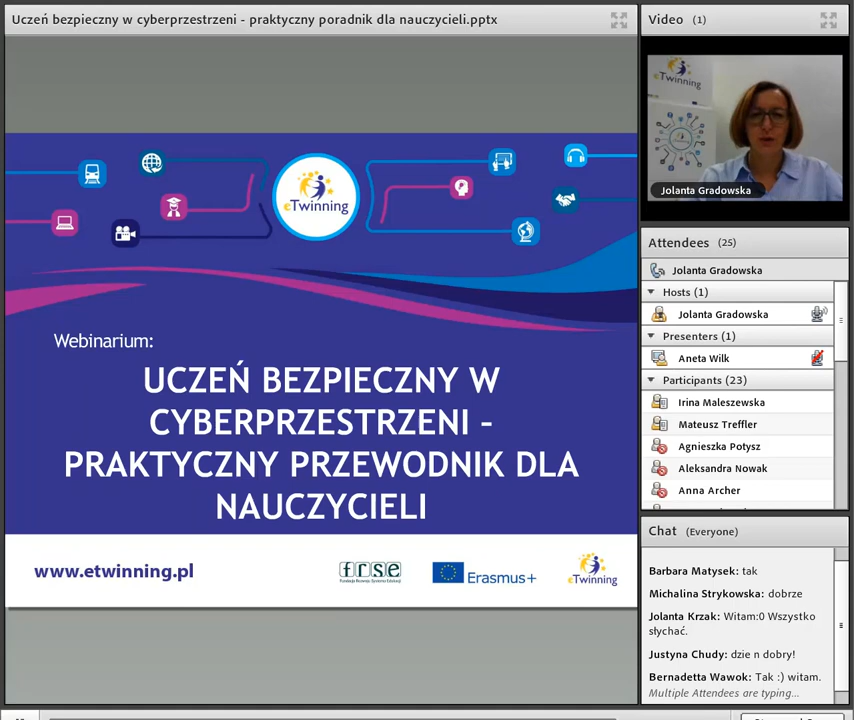 Uczeń bezpieczny w cyberprzestrzeni - praktyczny poradnik dla nauczycieli.pptx
eTwinning
Webinarium:
UCZEŃ BEZPIECZNY W
CYBERPRZESTRZENI –
PRAKTYCZNY PRZEWODNIK DLA
NAUCZYCIELI
www.etwinning.pl
frse
Fundacja Rozwoju Systemu Edukacji
Erasmus+
eTwinning
Video (1)
eTwinning
Jolanta Gradowska
Attendees (25)
Jolanta Gradowska
Hosts (1)
Jolanta Gradowska
Presenters (1)
Aneta Wilk
Participants (23)
Irina Maleszewska
Mateusz Treffler
Agnieszka Potysz
Aleksandra Nowak
Anna Archer
Chat (Everyone)
Barbara Matysek: tak
Michalina Strykowska: dobrze
Jolanta Krzak: Witam:0 Wszystko
słychać.
Justyna Chudy: dzie n dobry!
Bernadetta Wawok: Tak :) witam.
Multiple Attendees are typing...